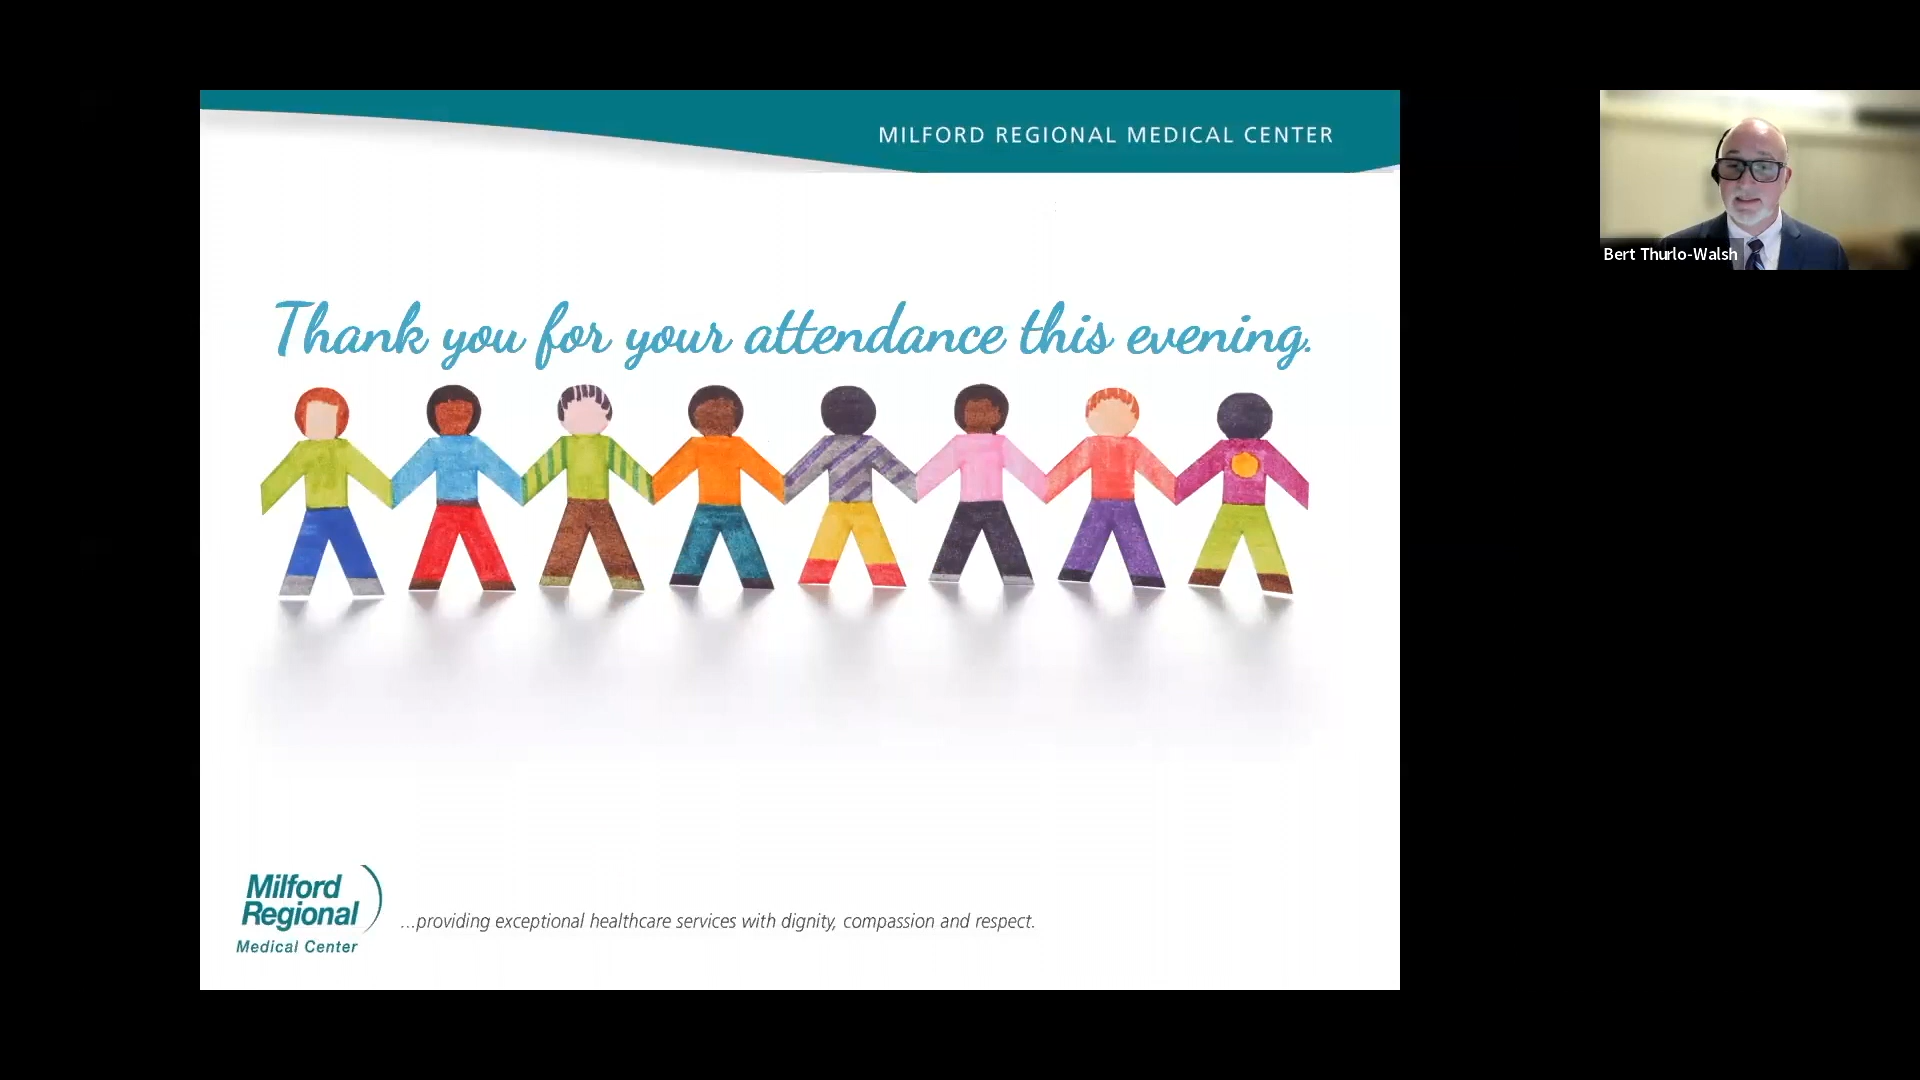 MILFORD REGIONAL MEDICAL CENTER
Bert Thurlo-Walsh
Thank you for your attendance this evening.
Milford
Regional
Medical Center
...providing exceptional healthcare services with dignity, compassion and respect.